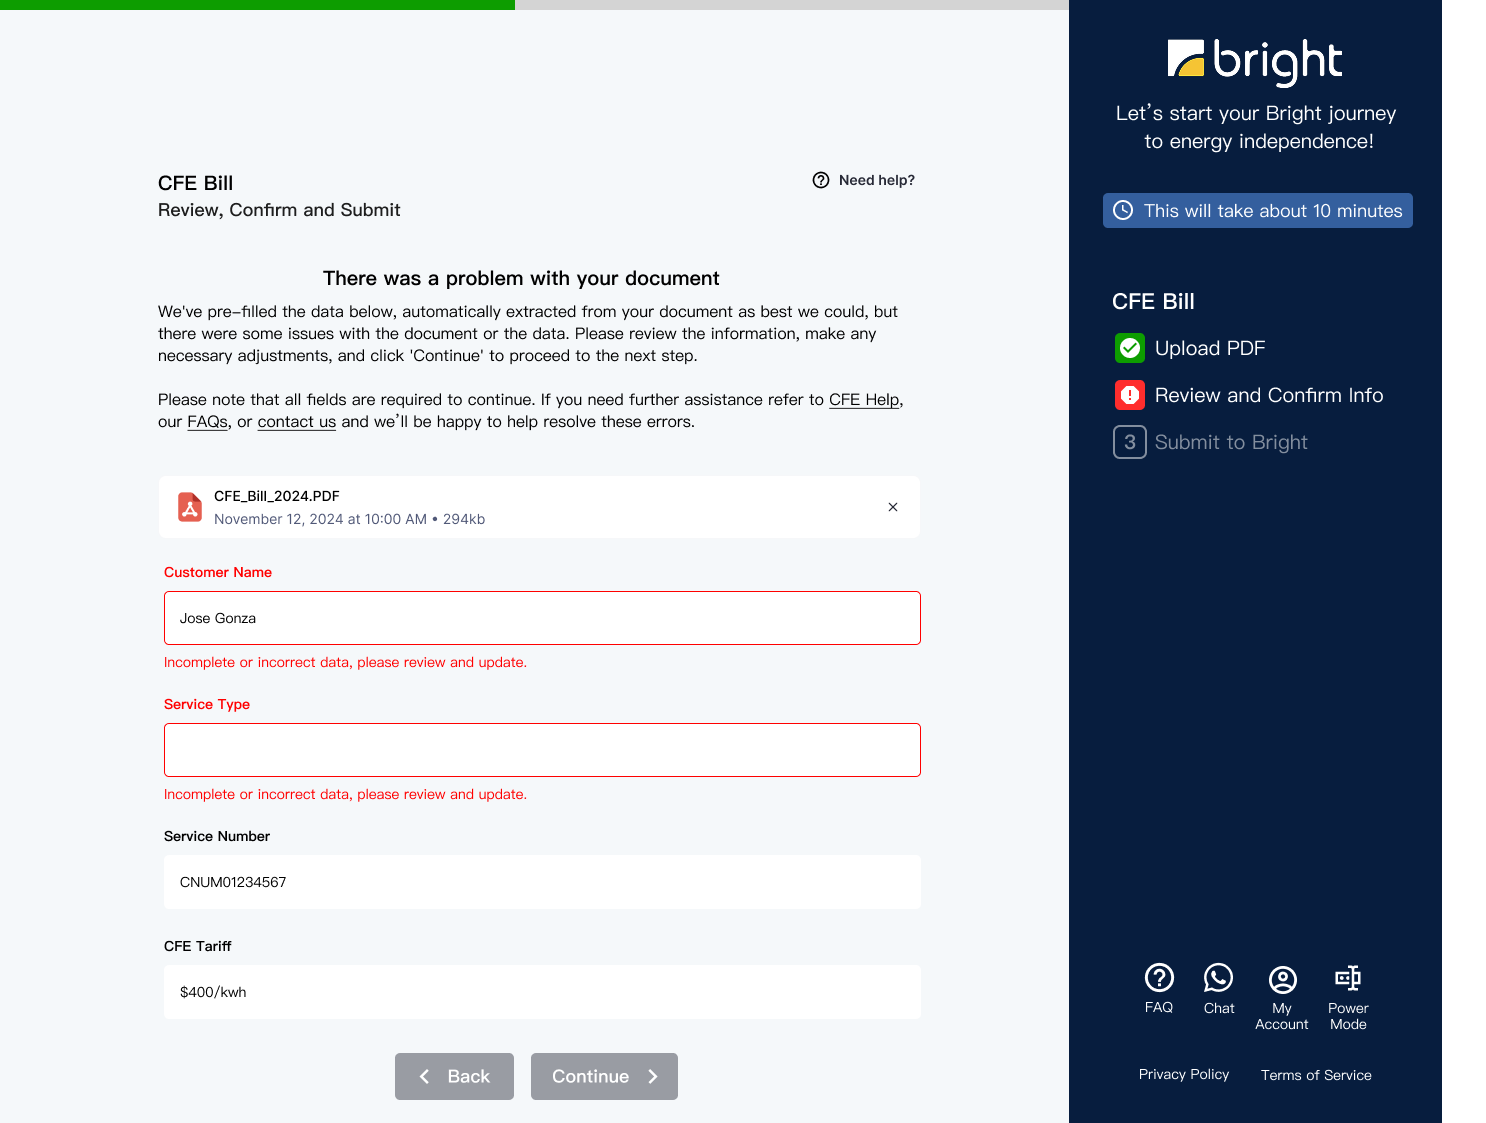 CFE Bill
Review, Confirm and Submit
Need help?
There was a problem with your document
We've pre-filled the data below, automatically extracted from your document as best we could, but
there were some issues with the document or the data. Please review the information, make any
necessary adjustments, and click 'Continue' to proceed to the next step.
Please note that all fields are required to continue. If you need further assistance refer to CFE Help,
our FAQs, or contact us and we’ll be happy to help resolve these errors.
CFE_Bill_2024.PDF
November 12, 2024 at 10:00 AM • 294kb
Customer Name
Jose Gonza
Incomplete or incorrect data, please review and update.
Service Type
Incomplete or incorrect data, please review and update.
Service Number
CNUM01234567
CFE Tariff
$400/kwh
Back
Continue
bright
Let’s start your Bright journey
to energy independence!
This will take about 10 minutes
CFE Bill
Upload PDF
Review and Confirm Info
3 Submit to Bright
FAQ
Chat
My
Account
Power
Mode
Privacy Policy
Terms of Service